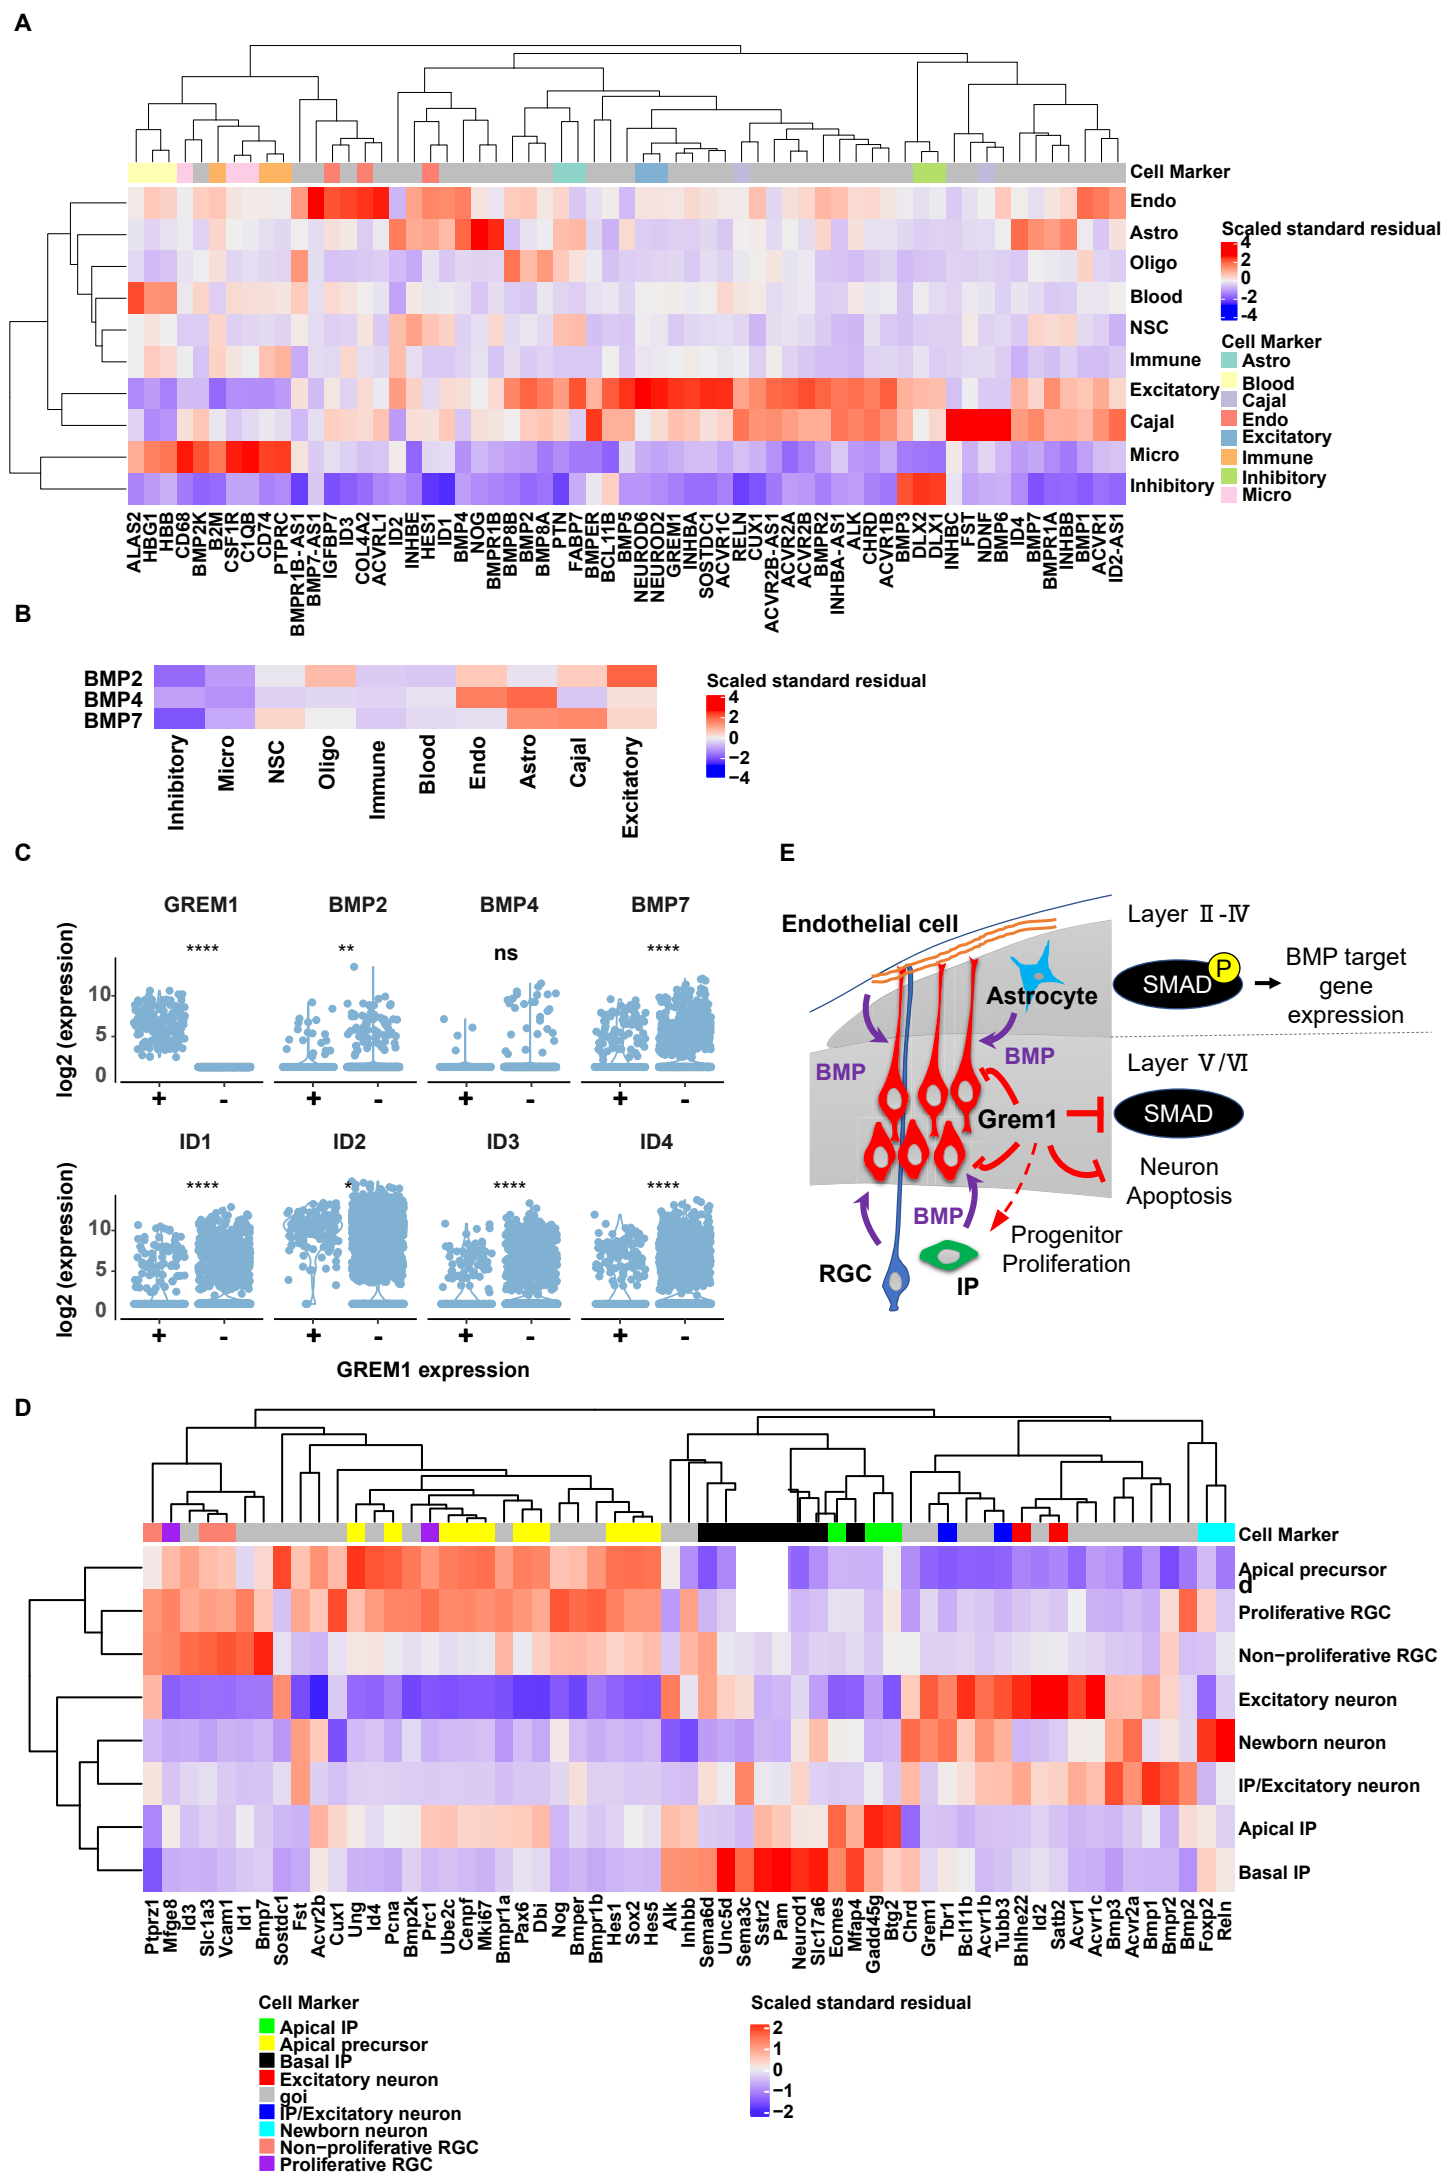 A
Cell Marker
Endo
Astro
Oligo
Blood
NSC
Immune
Excitatory
Cajal
Micro
Inhibitory
Scaled standard residual
4
2
0
-2
-4
Cell Marker
Astro
Blood
Cajal
Endo
Excitatory
Immune
Inhibitory
Micro
ALAS2
HBG1
HBB
CD68
BMP2K
B2M
CSF1R
C1QB
CD74
PTPRC
BMPR1B-AS1
BMP7-AS1
IGFBP7
ID3
COL4A2
ACVRL1
ID2
INHBE
HES1
ID1
BMP4
NOG
BMPR1B
BMP8B
BMP2
BMP8A
PTN
FABP7
BMPER
BCL11B
BMP5
NEUROD6
NEUROD2
GREM1
INHBA
SOSTDC1
ACVR1C
RELN
CUX1
ACVR2B-AS1
ACVR2A
ACVR2B
BMPR2
INHBA-AS1
ALK
CHRD
ACVR1B
BMP3
DLX2
DLX1
INHBC
FST
NDNF
BMP6
ID4
BMP7
BMPR1A
INHBB
BMP1
ACVR1
ID2-AS1
B
BMP2
BMP4
BMP7
Inhibitory
Micro
NSC
Oligo
Immune
Blood
Endo
Astro
Cajal
Excitatory
Scaled standard residual
4
2
0
−2
−4
C
GREM1 BMP2 BMP4 BMP7
**** ** ns ****
log2 (expression)
10
5
0
+ - + - + - + -
ID1 ID2 ID3 ID4
**** * **** ****
log2 (expression)
10
5
0
+ - + - + - + -
GREM1 expression
E
Endothelial cell
Layer Ⅱ-Ⅳ
Astrocyte
SMAD
P
BMP target
gene
expression
BMP
BMP
Layer Ⅴ/Ⅵ
Grem1
SMAD
Neuron
Apoptosis
BMP
Progenitor
Proliferation
RGC
IP
D
Cell Marker
Apical precursor
d
Proliferative RGC
Non−proliferative RGC
Excitatory neuron
Newborn neuron
IP/Excitatory neuron
Apical IP
Basal IP
Ptprz1
Mfge8
Id3
Slc1a3
Vcam1
Id1
Bmp7
Sostdc1
Fst
Acvr2b
Cux1
Ung
Id4
Pcna
Bmp2k
Prc1
Ube2c
Cenpf
Mki67
Bmpr1a
Pax6
Dbi
Nog
Bmper
Bmpr1b
Hes1
Sox2
Hes5
Alk
Inhbb
Sema6d
Unc5d
Sema3c
Sstr2
Pam
Neurod1
Slc17a6
Eomes
Mfap4
Gadd45g
Btg2
Chrd
Grem1
Tbr1
Bcl11b
Acvr1b
Tubb3
Bhlhe22
Id2
Satb2
Acvr1
Acvr1c
Bmp3
Acvr2a
Bmp1
Bmpr2
Bmp2
Foxp2
Reln
Cell Marker
Apical IP
Apical precursor
Basal IP
Excitatory neuron
goi
IP/Excitatory neuron
Newborn neuron
Non−proliferative RGC
Proliferative RGC
Scaled standard residual
2
1
0
−1
−2